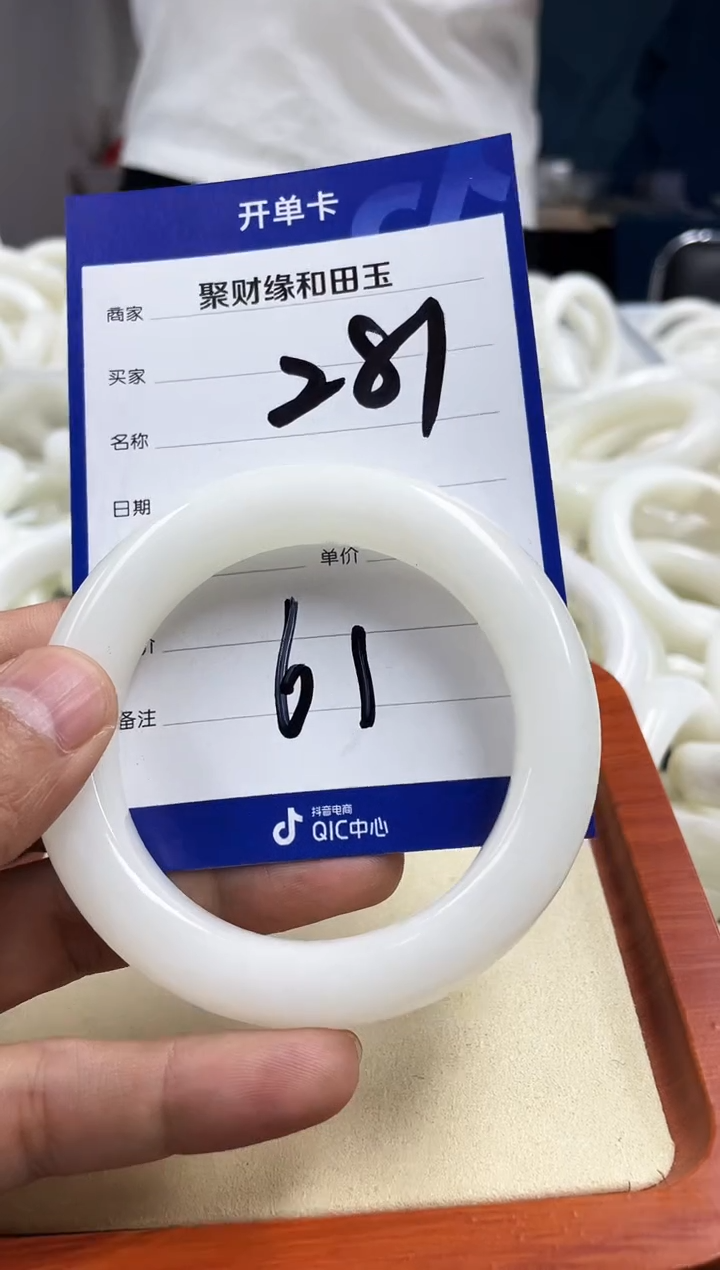 开单卡
商家 聚财缘和田玉
买家 281
名称
日期
单价
备注
61
抖音电商
QIC中心